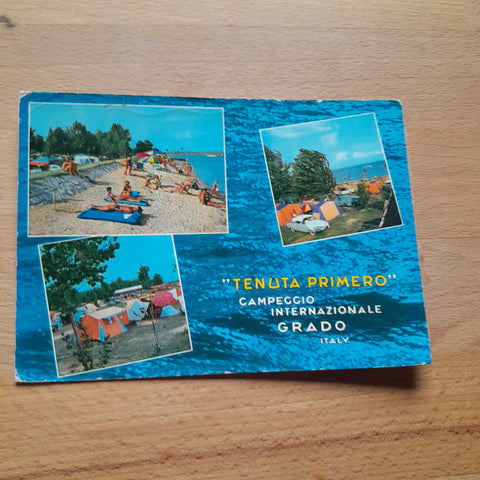 "TENUTA PRIMERO"
CAMPEGGIO
INTERNAZIONALE
GRADO
ITALY